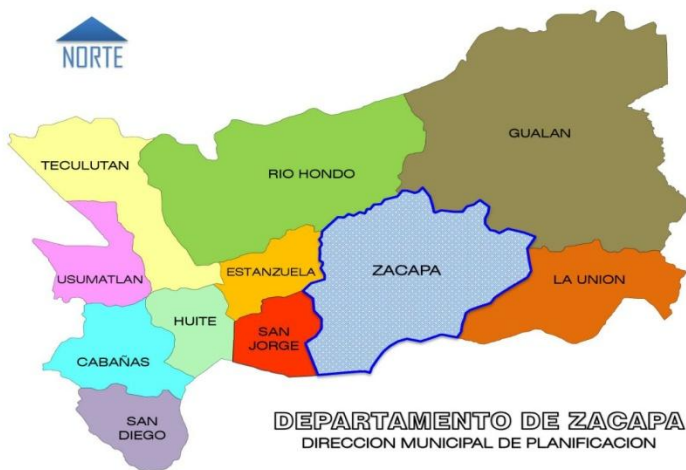 NORTE
GUALAN
TECULUTAN
RIO HONDO
ZACAPA
ESTANZUELA
USUMATLAN
LA UNION
HUITE
SAN
JORGE
CABAÑAS
SAN
DIEGO
DEPARTAMENTO DE ZACAPA
DIRECCION MUNICIPAL DE PLANIFICACION